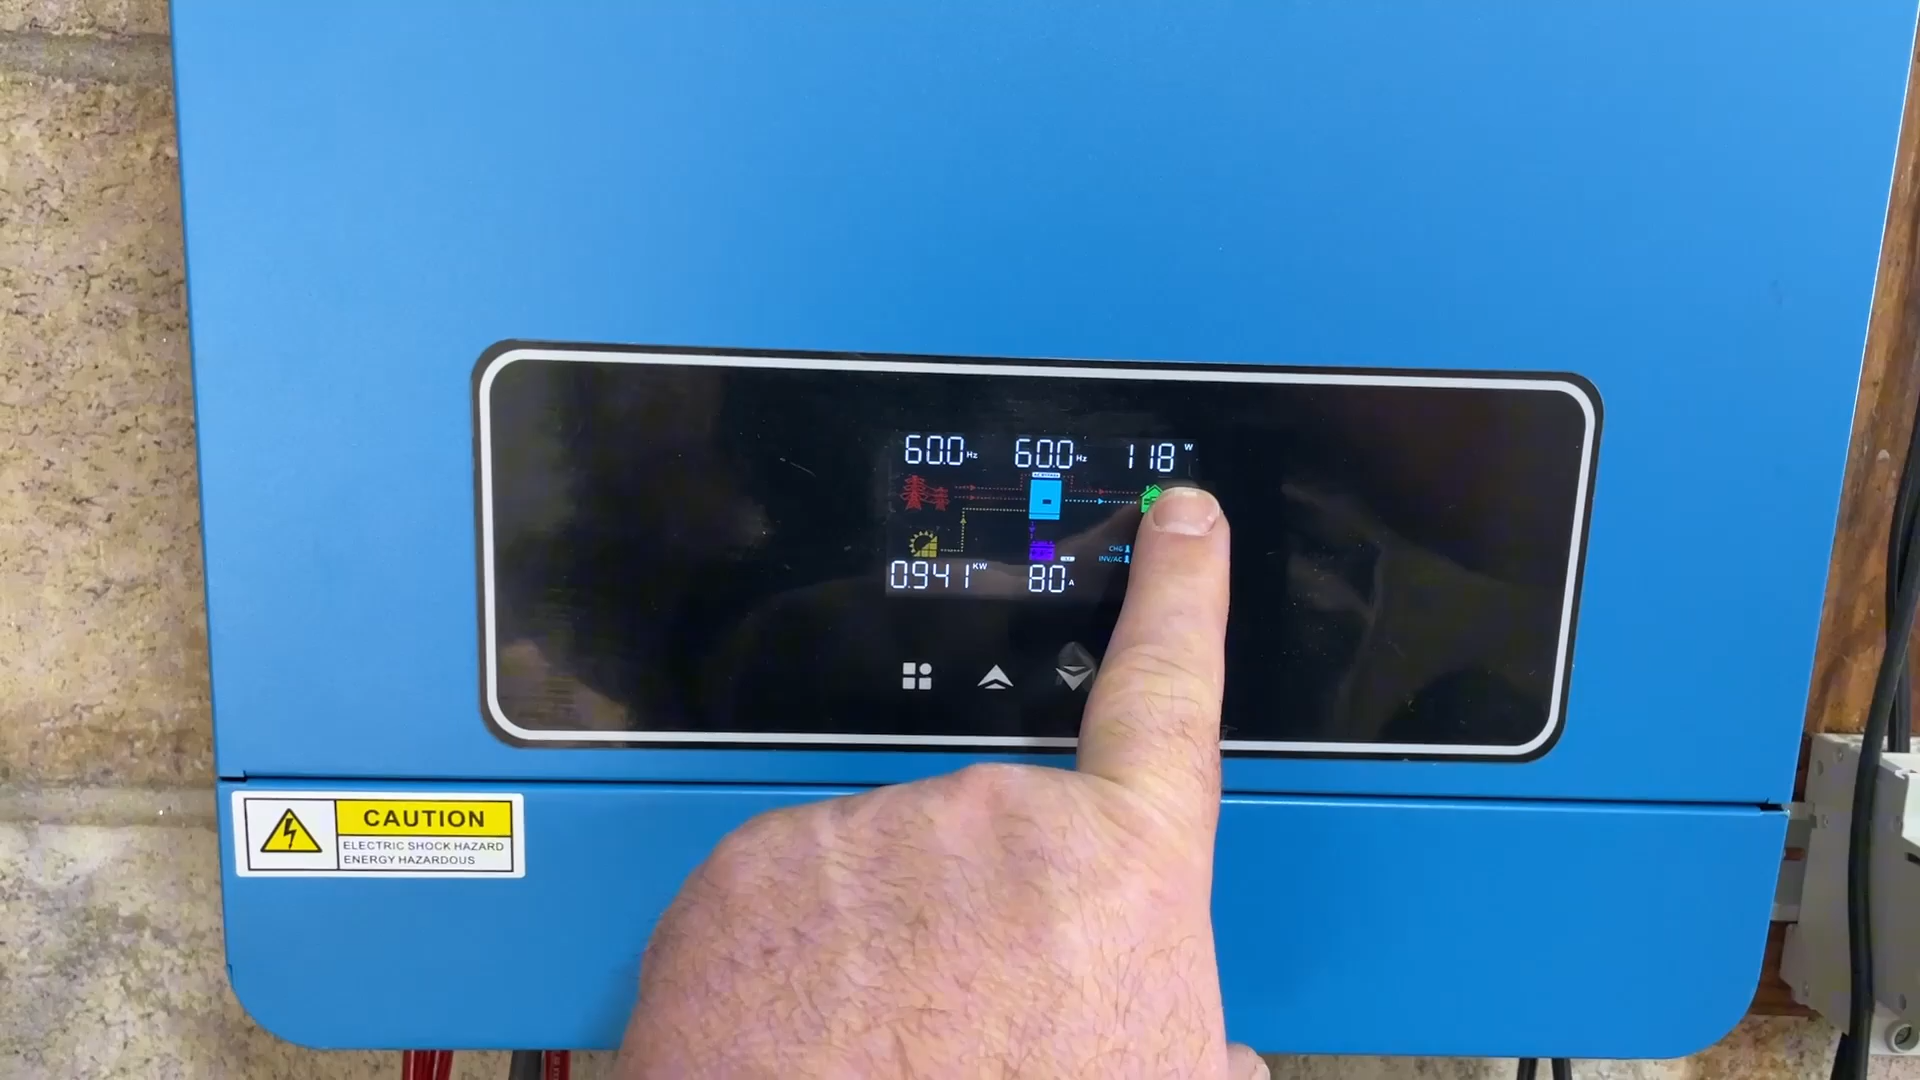 60.0 Hz 60.0 Hz 118 W
CHG
INV/AC
0.941 KW 80 A
CAUTION
ELECTRIC SHOCK HAZARD
ENERGY HAZARDOUS